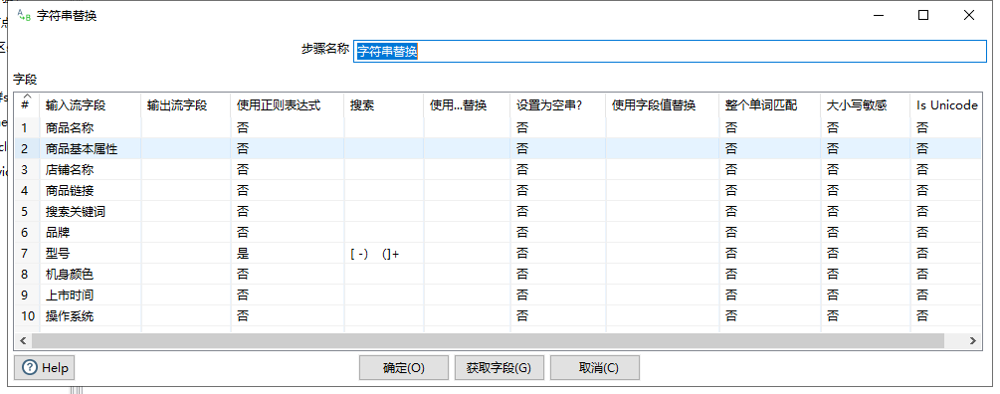 字符串替换
步骤名称 字符串替换
字段
# 输入流字段 输出流字段 使用正则表达式 搜索 使用...替换 设置为空串? 使用字段值替换 整个单词匹配 大小写敏感 Is Unicode
1 商品名称 否 否 否 否 否
2 商品基本属性 否 否 否 否 否
3 店铺名称 否 否 否 否 否
4 商品链接 否 否 否 否 否
5 搜索关键词 否 否 否 否 否
6 品牌 否 否 否 否 否
7 型号 是 [ -）（]+ 否 否 否 否
8 机身颜色 否 否 否 否 否
9 上市时间 否 否 否 否 否
10 操作系统 否 否 否 否 否
Help 确定(O) 获取字段(G) 取消(C)